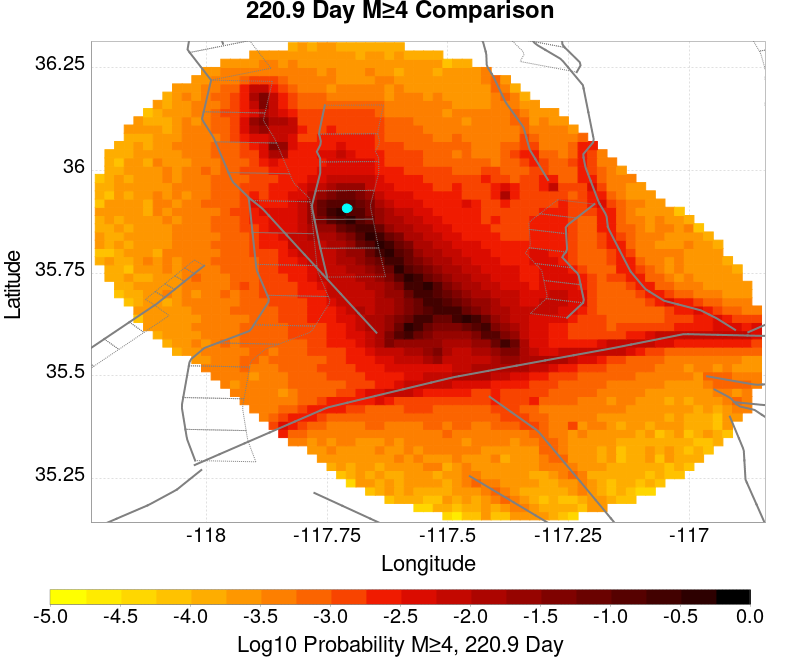 220.9 Day M≥4 Comparison
36.25
36
35.75
35.5
35.25
Latitude
-118 -117.75 -117.5 -117.25 -117
Longitude
-5.0 -4.5 -4.0 -3.5 -3.0 -2.5 -2.0 -1.5 -1.0 -0.5 0.0
Log10 Probability M≥4, 220.9 Day